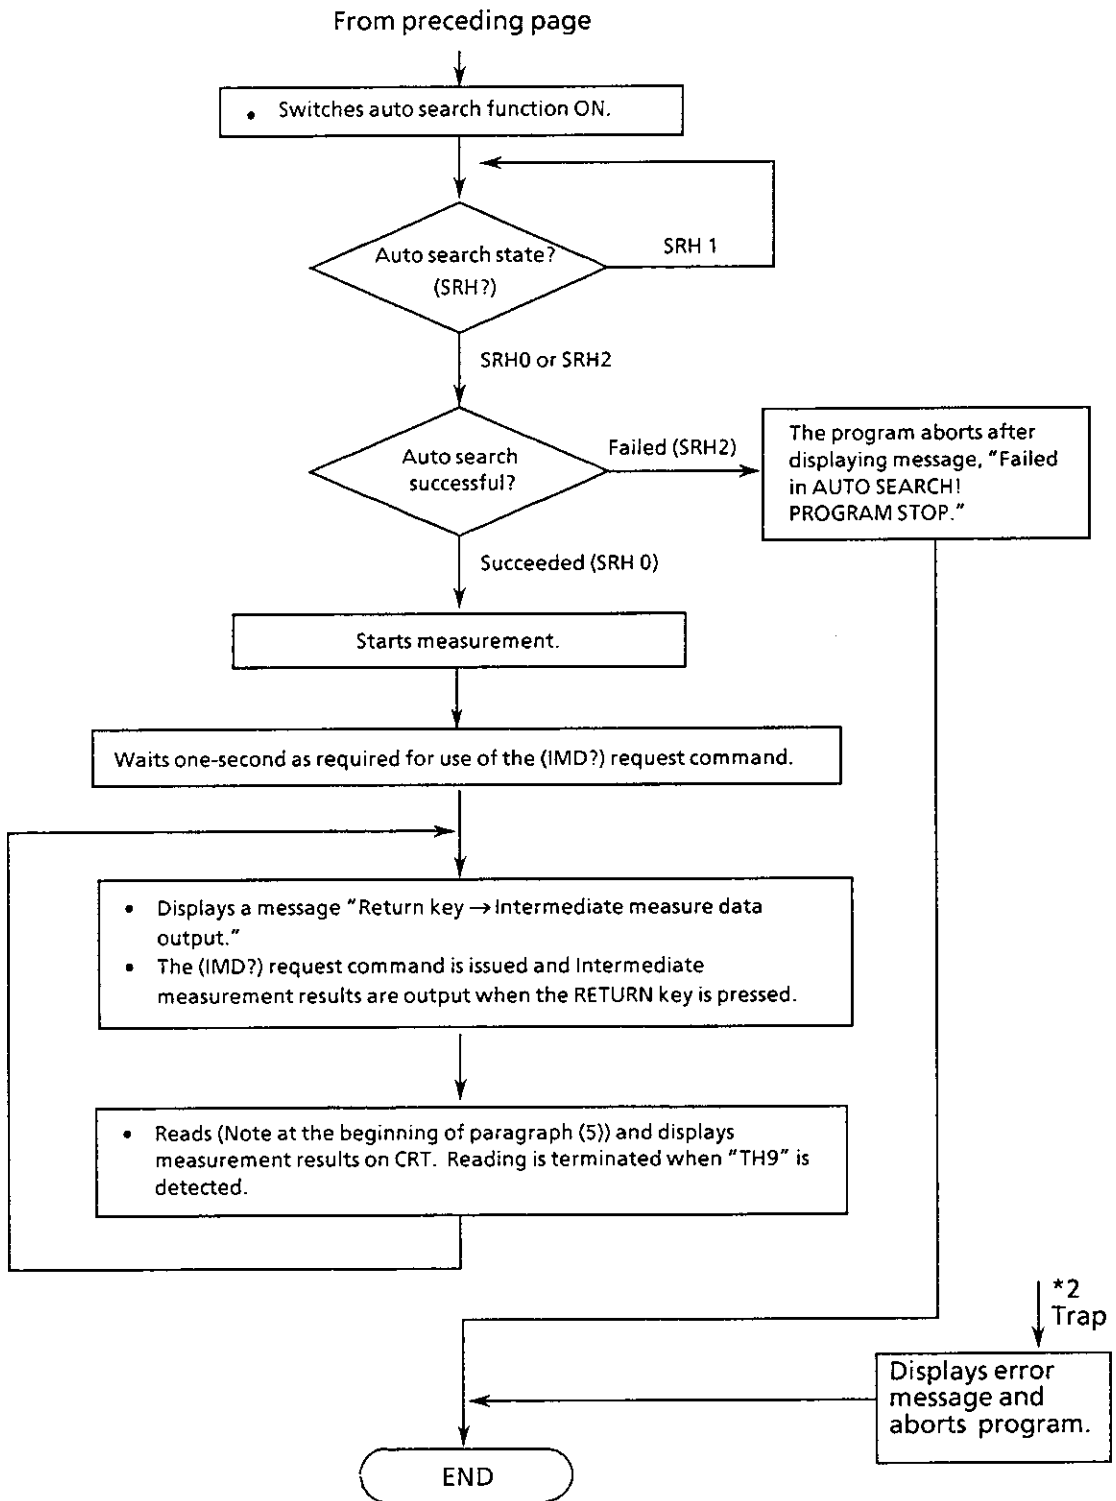 From preceding page
• Switches auto search function ON.
Auto search state?
(SRH?)
SRH 1
SRH0 or SRH2
Auto search
successful?
Failed (SRH2)
The program aborts after
displaying message, "Failed
in AUTO SEARCH!
PROGRAM STOP."
Succeeded (SRH 0)
Starts measurement.
Waits one-second as required for use of the (IMD?) request command.
• Displays a message "Return key → Intermediate measure data
output."
• The (IMD?) request command is issued and Intermediate
measurement results are output when the RETURN key is pressed.
• Reads (Note at the beginning of paragraph (5)) and displays
measurement results on CRT. Reading is terminated when "TH9" is
detected.
*2
Trap
Displays error
message and
aborts program.
END